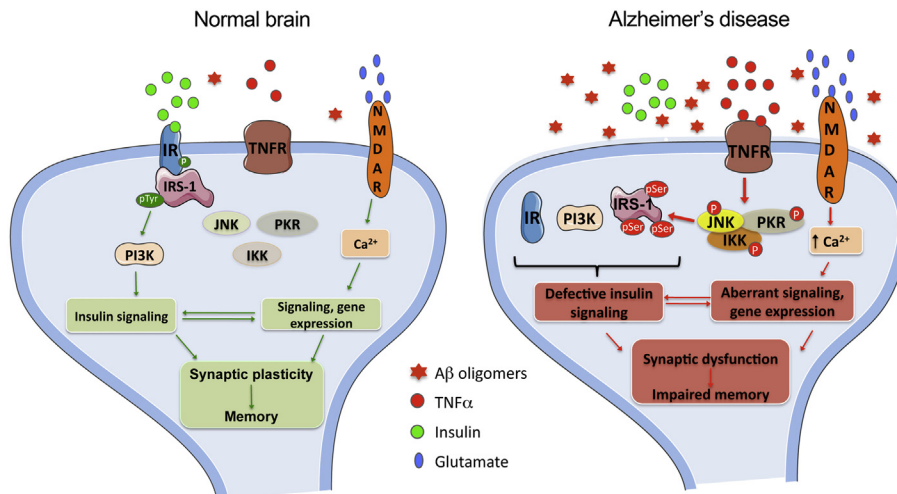 Normal brain
Alzheimer's disease
IR
P
IRS-1
pTyr
PI3K
TNFR
JNK
PKR
IKK
NMDAR
Ca2+
Insulin signaling
Signaling, gene
expression
Synaptic plasticity
Memory
Aβ oligomers
TNFα
Insulin
Glutamate
IR
PI3K
IRS-1
pSer
pSer
pSer
TNFR
P
JNK
PKR
P
IKK
P
NMDAR
↑ Ca2+
Defective insulin
signaling
Aberrant signaling,
gene expression
Synaptic dysfunction
Impaired memory